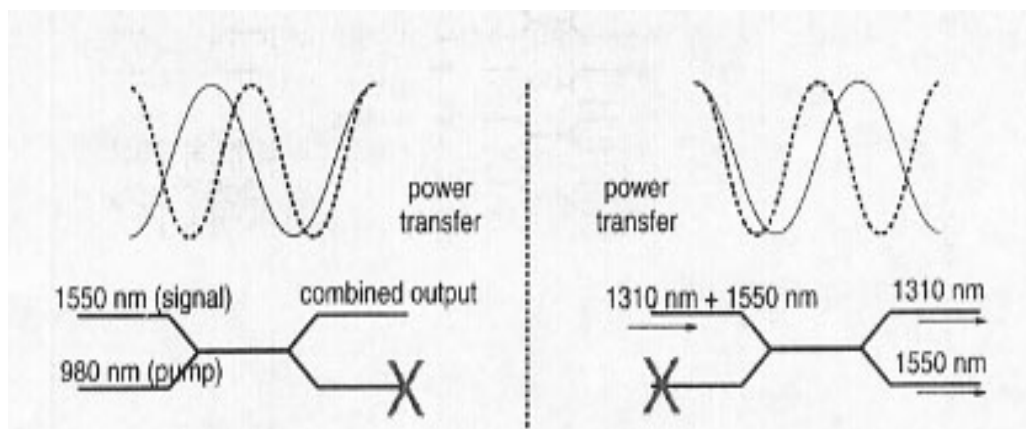 power
transfer
1550 nm (signal)
combined output
980 nm (pump)
X
power
transfer
1310 nm + 1550 nm
1310 nm
X
1550 nm